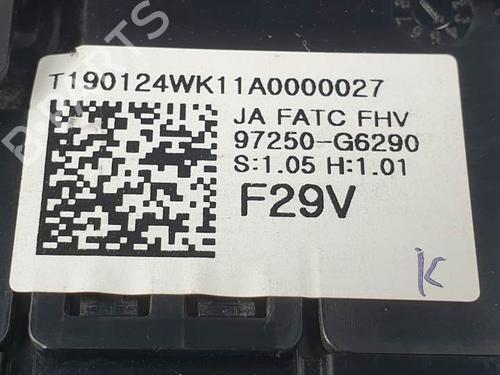 T190124WK11A0000027
JA FATC FHV
97250-G6290
S:1.05 H:1.01
F29V
K